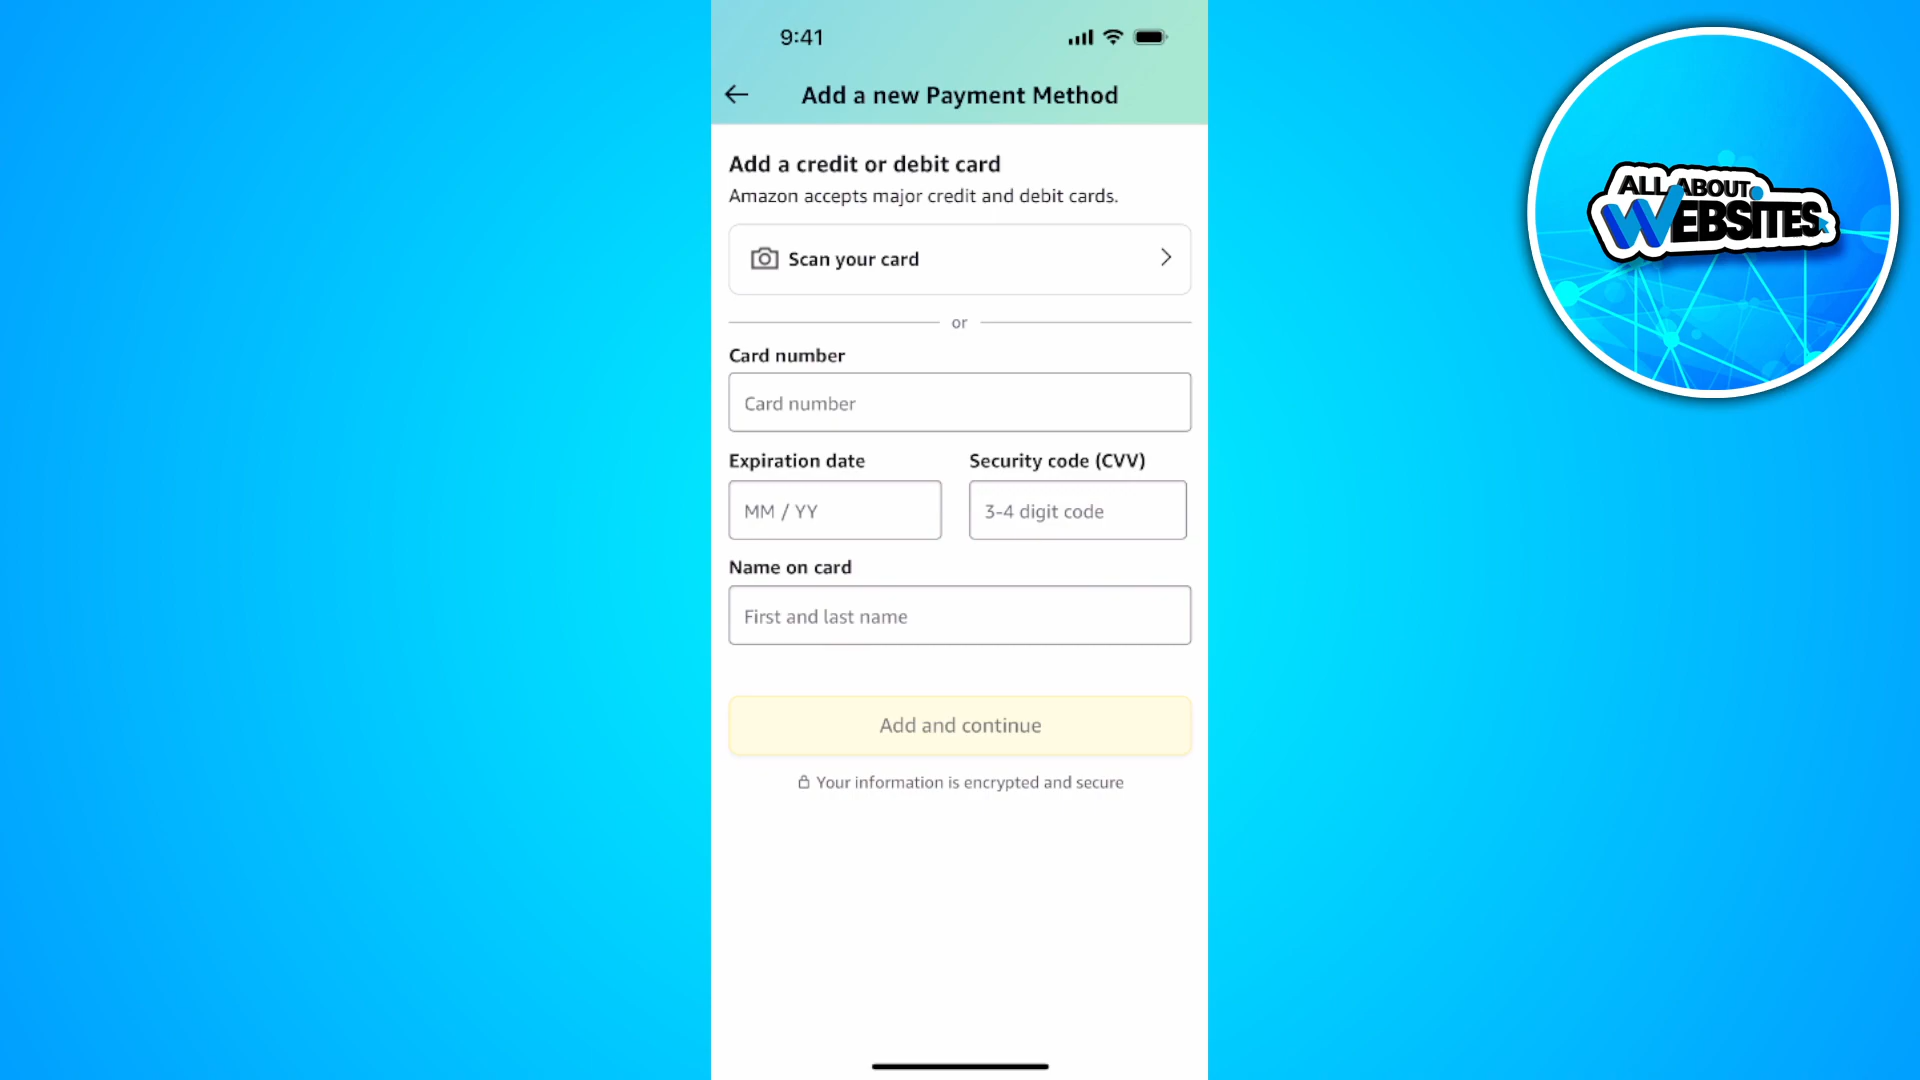 9:41
Add a new Payment Method
Add a credit or debit card
Amazon accepts major credit and debit cards.
Scan your card
or
Card number
Card number
Expiration date
Security code (CVV)
MM / YY
3-4 digit code
Name on card
First and last name
Add and continue
Your information is encrypted and secure
ALL ABOUT
WEBSITES